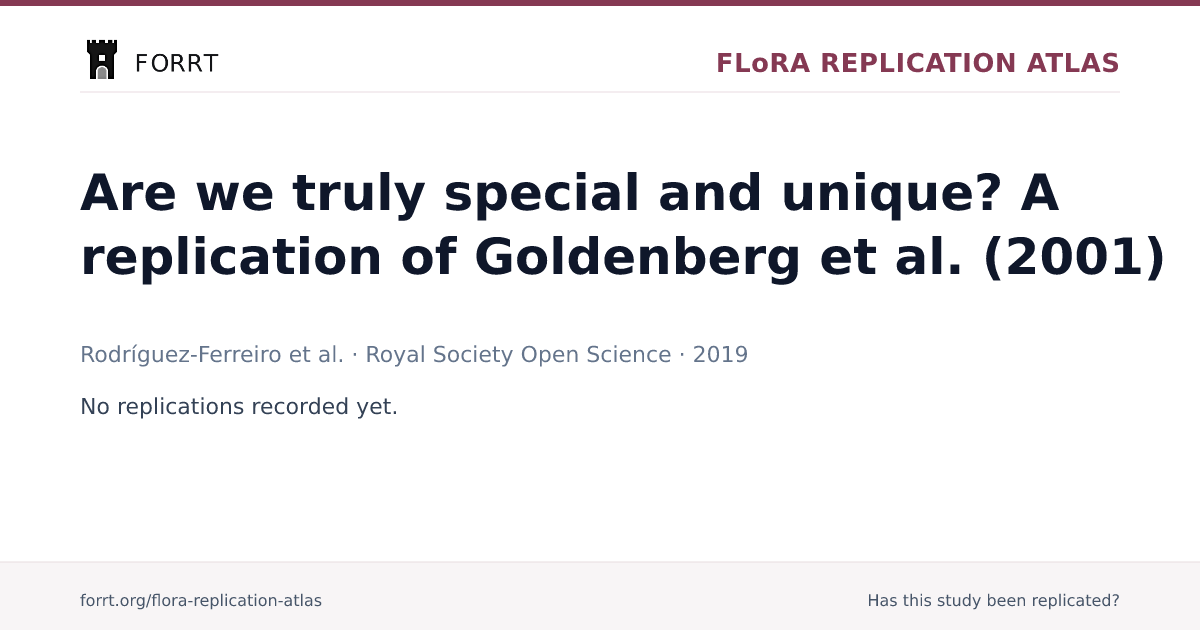 FORRT
FLoRA REPLICATION ATLAS
Are we truly special and unique? A
replication of Goldenberg et al. (2001)
Rodríguez-Ferreiro et al. · Royal Society Open Science · 2019
No replications recorded yet.
forrt.org/flora-replication-atlas
Has this study been replicated?